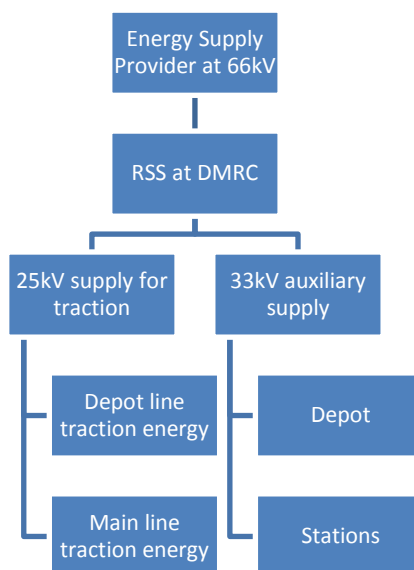 Energy Supply
Provider at 66kV
RSS at DMRC
25kV supply for
traction
33kV auxiliary
supply
Depot line
traction energy
Depot
Main line
traction energy
Stations